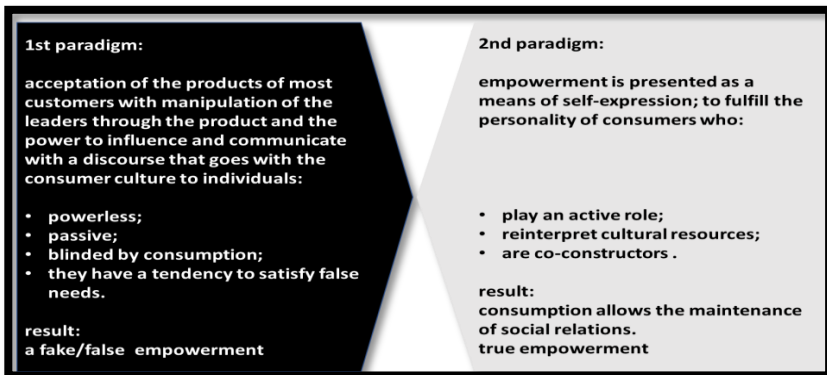 1st paradigm:
acceptation of the products of most
customers with manipulation of the
leaders through the product and the
power to influence and communicate
with a discourse that goes with the
consumer culture to individuals:
• powerless;
• passive;
• blinded by consumption;
• they have a tendency to satisfy false
needs.
result:
a fake/false empowerment
2nd paradigm:
empowerment is presented as a
means of self-expression; to fulfill the
personality of consumers who:
• play an active role;
• reinterpret cultural resources;
• are co-constructors .
result:
consumption allows the maintenance
of social relations.
true empowerment